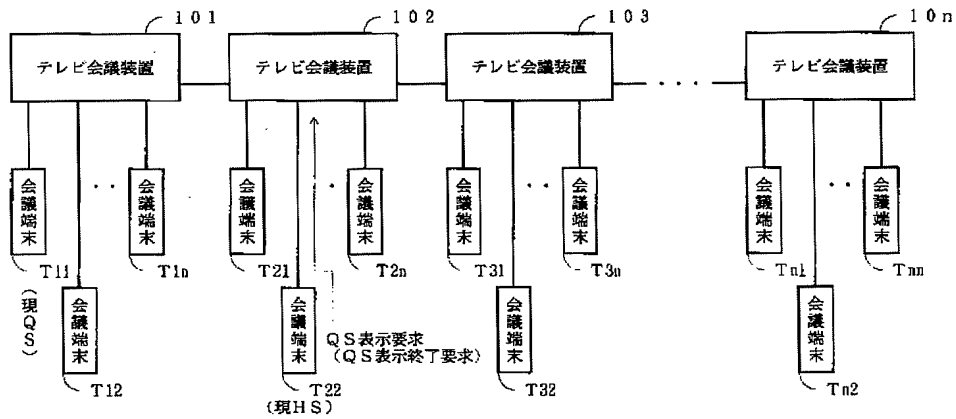 101
102
103
10n
テレビ会議装置
テレビ会議装置
テレビ会議装置
テレビ会議装置
・・・
会議端末
・・
会議端末
会議端末
・
会議端末
会議端末
・・
会議端末
会議端末
・・
会議端末
T11
T1n
T21
T2n
T31
T3n
Tn1
Tnn
(現QS)
会議端末
会議端末
会議端末
会議端末
QS表示要求
(QS表示終了要求)
T12
T22
T32
Tn2
(現HS)